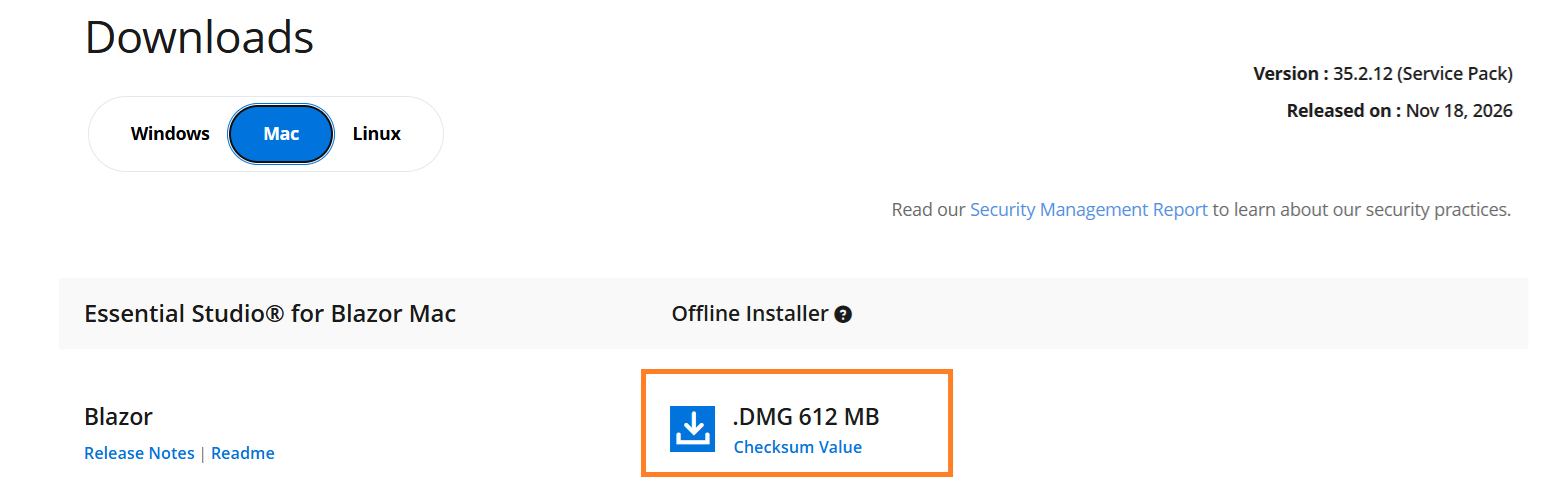 Downloads
Version : 35.2.12 (Service Pack)
Released on : Nov 18, 2026
Windows Mac Linux
Read our Security Management Report to learn about our security practices.
Essential Studio® for Blazor Mac
Offline Installer ?
Blazor
.DMG 612 MB
Release Notes | Readme
Checksum Value